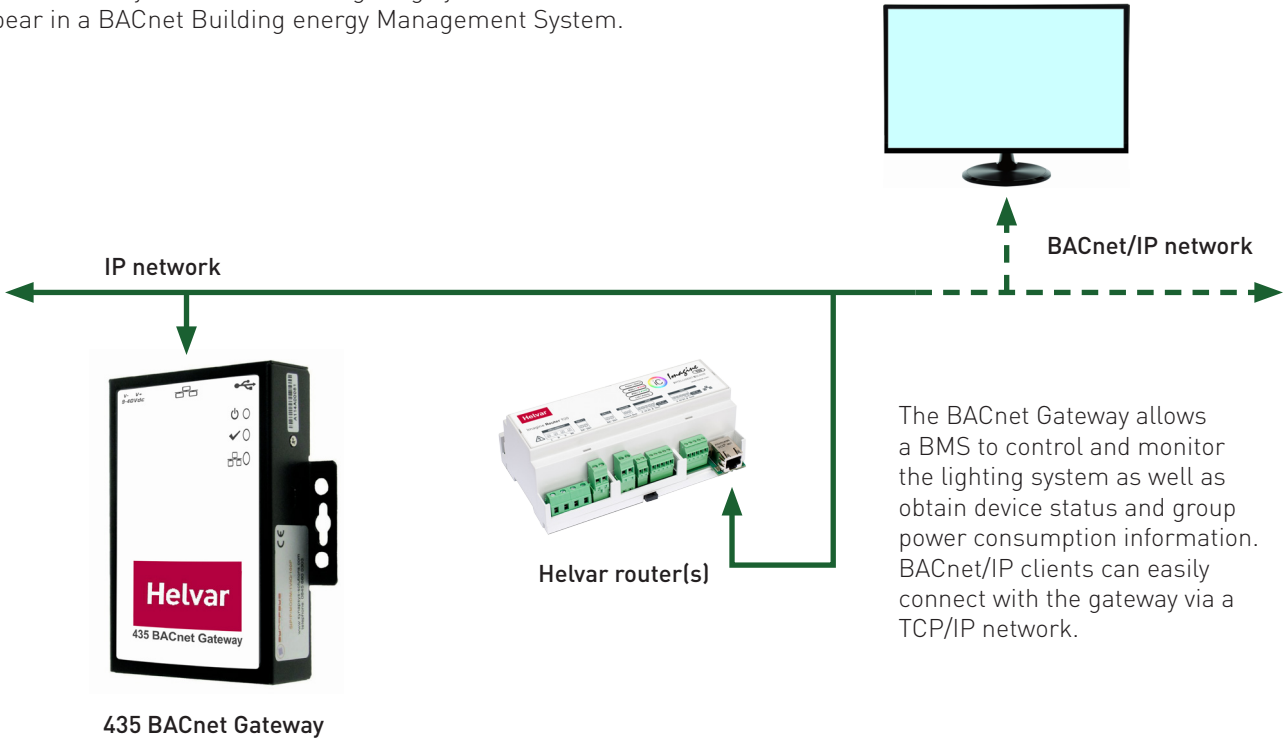 pear in a BACnet Building energy Management System.
BACnet/IP network
IP network
Helvar
Imagine Router
imagine
The BACnet Gateway allows
a BMS to control and monitor
the lighting system as well as
obtain device status and group
power consumption information.
BACnet/IP clients can easily
connect with the gateway via a
TCP/IP network.
Helvar router(s)
Helvar
435 BACnet Gateway
435 BACnet Gateway